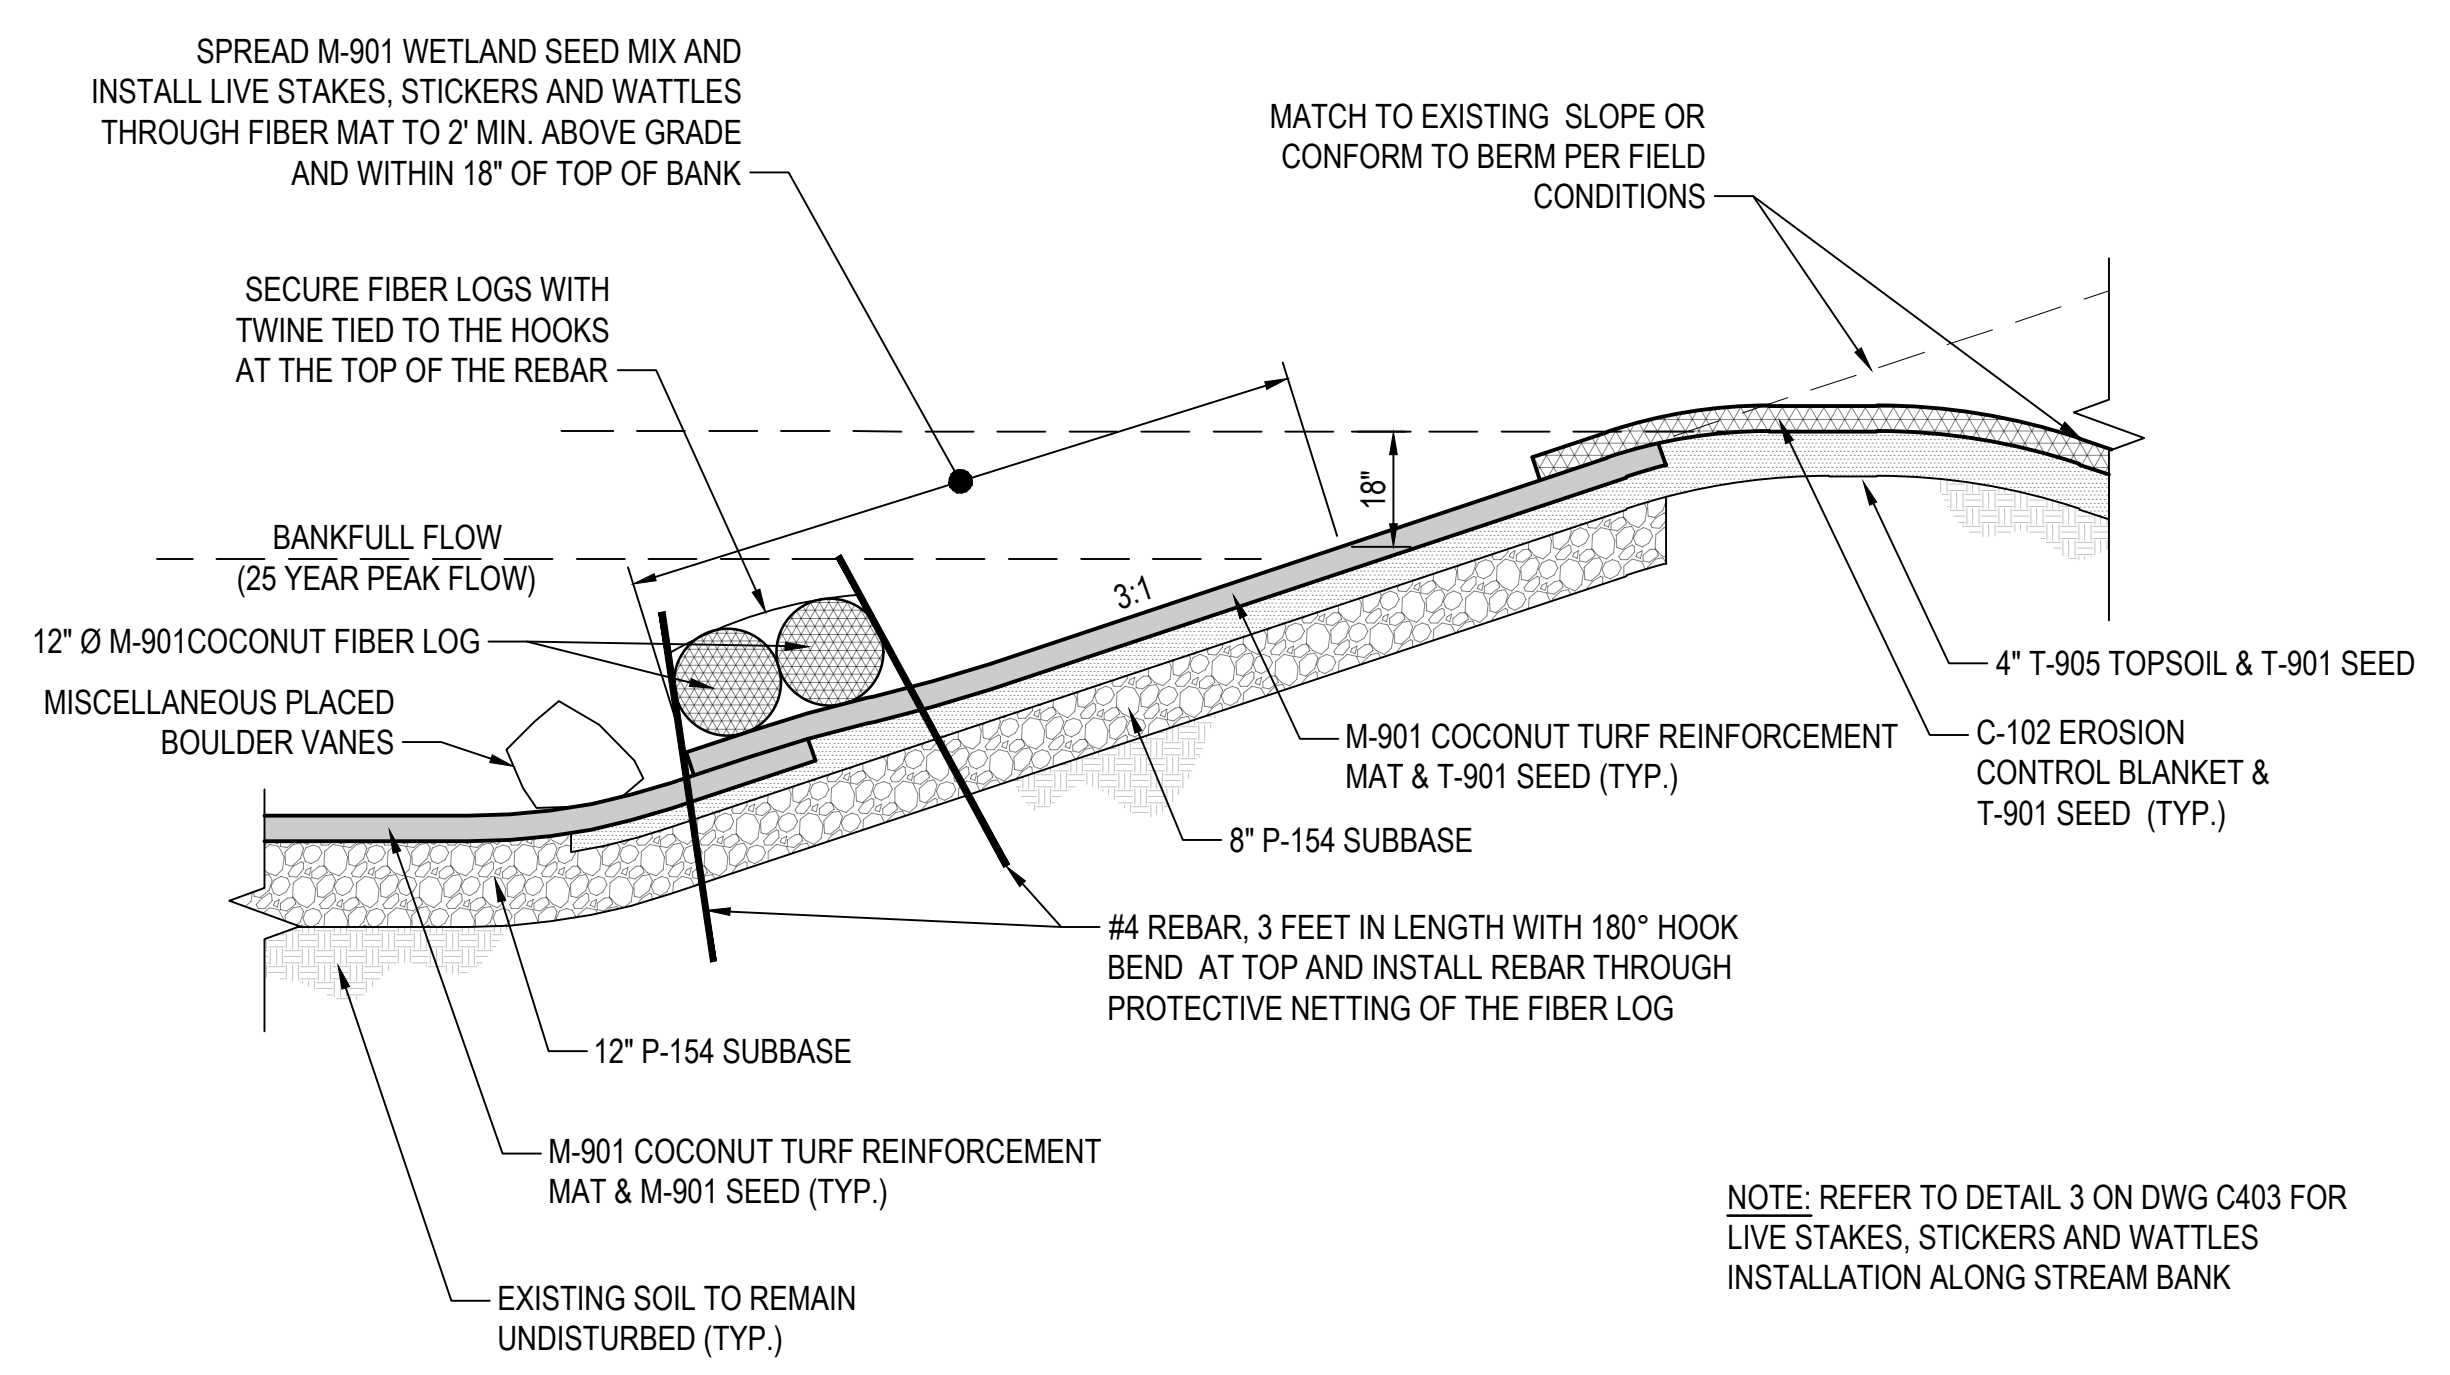 SPREAD M-901 WETLAND SEED MIX AND
INSTALL LIVE STAKES, STICKERS AND WATTLES
THROUGH FIBER MAT TO 2' MIN. ABOVE GRADE
AND WITHIN 18" OF TOP OF BANK
MATCH TO EXISTING SLOPE OR
CONFORM TO BERM PER FIELD
CONDITIONS
SECURE FIBER LOGS WITH
TWINE TIED TO THE HOOKS
AT THE TOP OF THE REBAR
18"
BANKFULL FLOW
(25 YEAR PEAK FLOW)
3:1
12" Ø M-901COCONUT FIBER LOG
MISCELLANEOUS PLACED
BOULDER VANES
4" T-905 TOPSOIL & T-901 SEED
M-901 COCONUT TURF REINFORCEMENT
MAT & T-901 SEED (TYP.)
C-102 EROSION
CONTROL BLANKET &
T-901 SEED (TYP.)
8" P-154 SUBBASE
#4 REBAR, 3 FEET IN LENGTH WITH 180° HOOK
BEND AT TOP AND INSTALL REBAR THROUGH
PROTECTIVE NETTING OF THE FIBER LOG
12" P-154 SUBBASE
M-901 COCONUT TURF REINFORCEMENT
MAT & M-901 SEED (TYP.)
NOTE: REFER TO DETAIL 3 ON DWG C403 FOR
LIVE STAKES, STICKERS AND WATTLES
INSTALLATION ALONG STREAM BANK
EXISTING SOIL TO REMAIN
UNDISTURBED (TYP.)